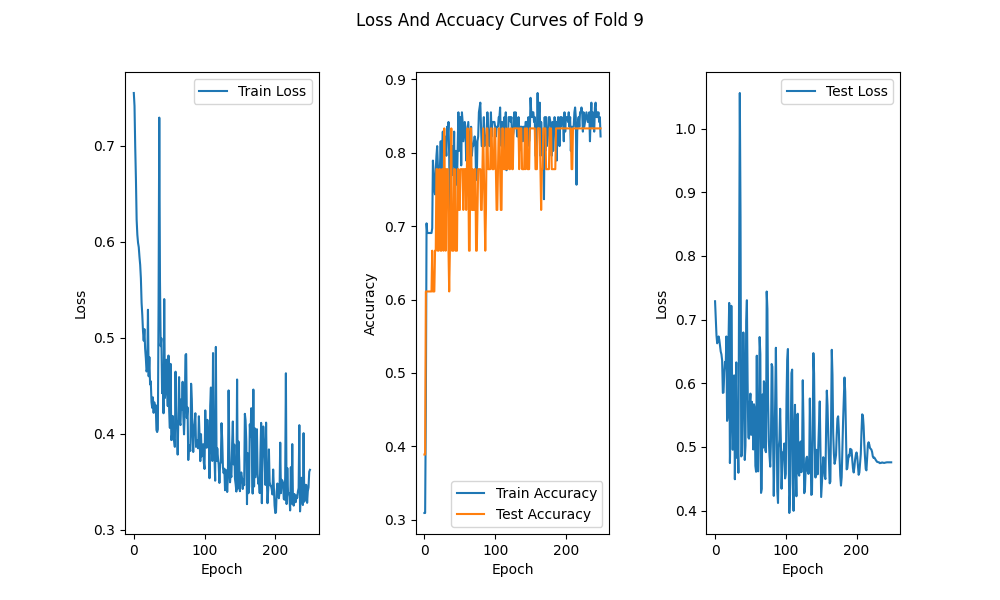 Loss And Accuacy Curves of Fold 9
Train Loss
0.7
0.6
0.5
0.4
0.3
Loss
0
100
200
Epoch
0.9
0.8
0.7
0.6
0.5
0.4
0.3
Accuracy
Train Accuracy
Test Accuracy
0
100
200
Epoch
Test Loss
1.0
0.9
0.8
0.7
0.6
0.5
0.4
Loss
0
100
200
Epoch